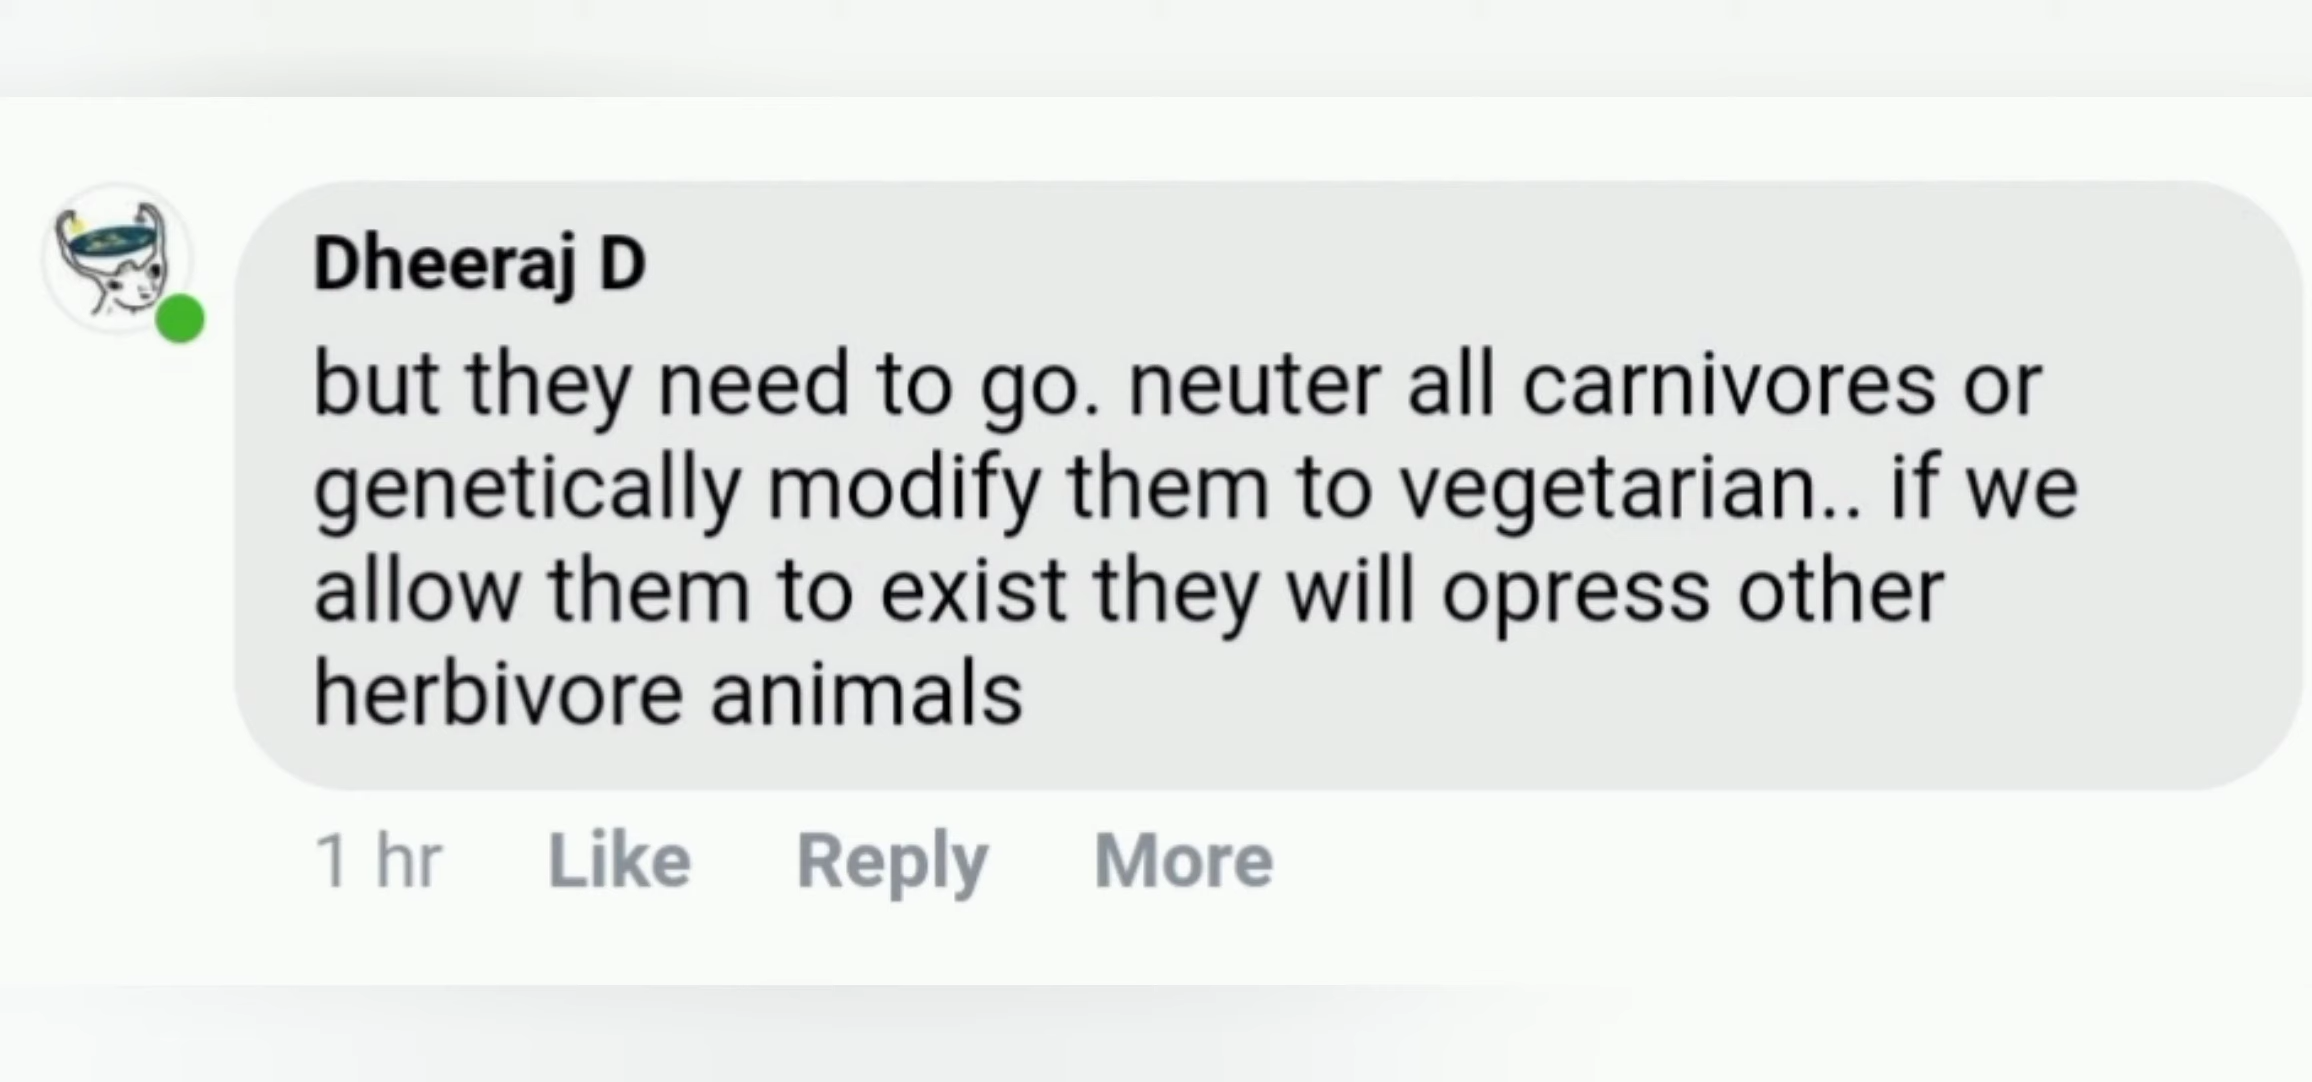 Dheeraj D
but they need to go. neuter all carnivores or
genetically modify them to vegetarian.. if we
allow them to exist they will opress other
herbivore animals
1 hr Like Reply More